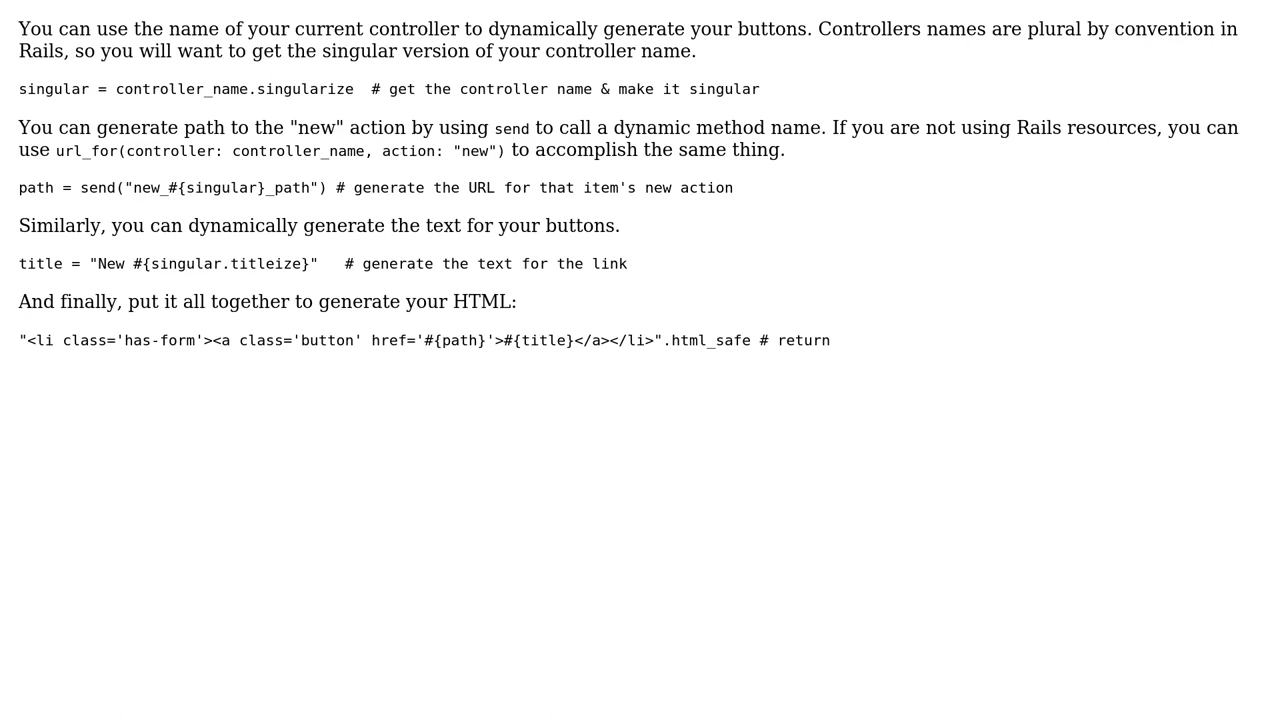 You can use the name of your current controller to dynamically generate your buttons. Controllers names are plural by convention in
Rails, so you will want to get the singular version of your controller name.
singular = controller_name.singularize  # get the controller name & make it singular
You can generate path to the "new" action by using send to call a dynamic method name. If you are not using Rails resources, you can
use url_for(controller: controller_name, action: "new") to accomplish the same thing.
path = send("new_#{singular}_path") # generate the URL for that item's new action
Similarly, you can dynamically generate the text for your buttons.
title = "New #{singular.titleize}"   # generate the text for the link
And finally, put it all together to generate your HTML:
"<li class='has-form'><a class='button' href='#{path}'>#{title}</a></li>".html_safe # return